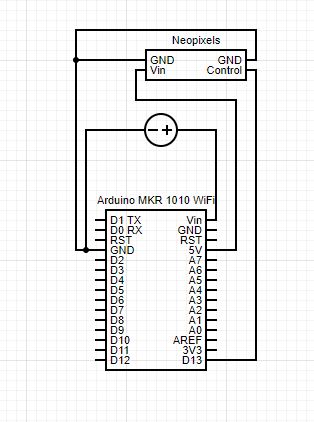 Neopixels
GND GND
Vin Control
- +
Arduino MKR 1010 WiFi
D1 TX Vin
D0 RX GND
RST RST
GND 5V
D2 A7
D3 A6
D4 A5
D5 A4
D6 A3
D7 A2
D8 A1
D9 A0
D10 AREF
D11 3V3
D12 D13